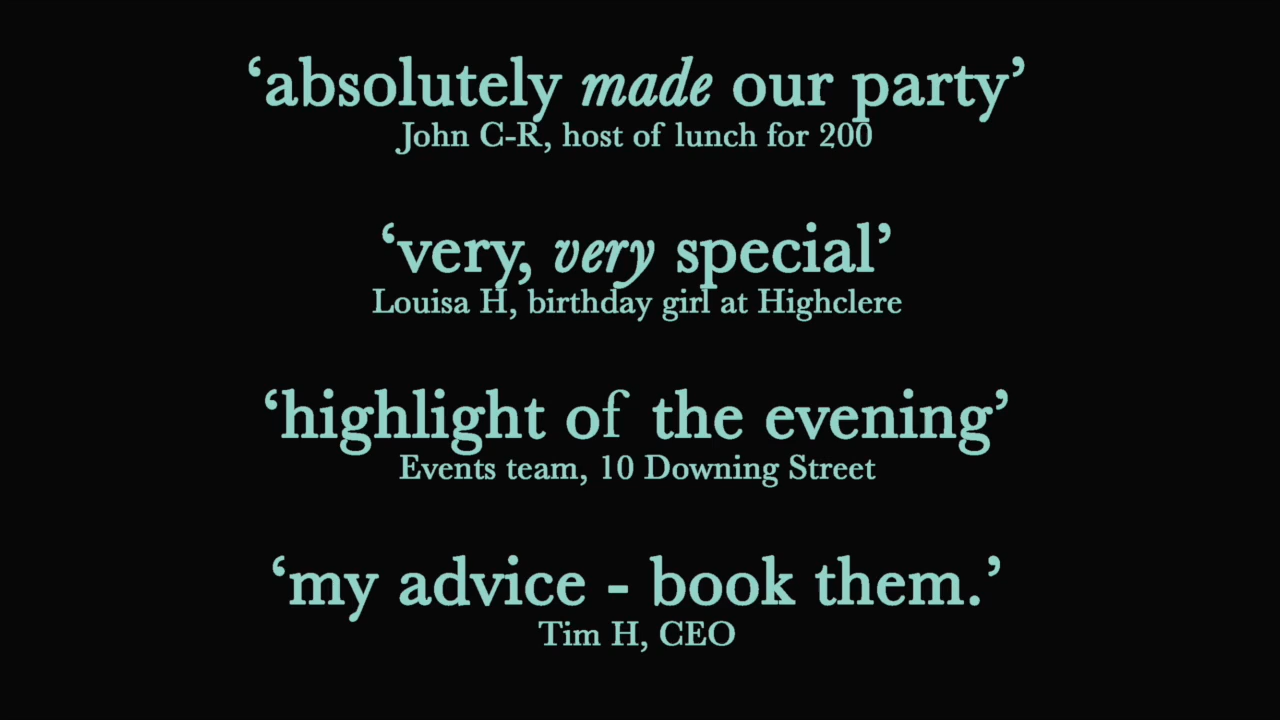 ‘absolutely made our party’
John C-R, host of lunch for 200
‘very, very special’
Louisa H, birthday girl at Highclere
‘highlight of the evening’
Events team, 10 Downing Street
‘my advice - book them.’
Tim H, CEO